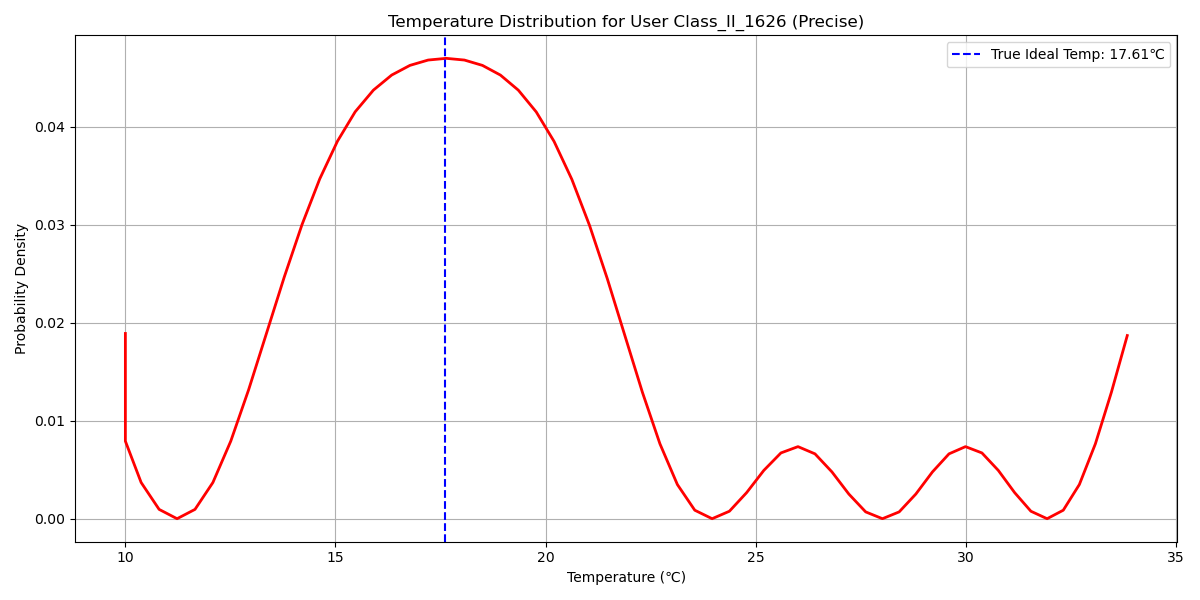 Temperature Distribution for User Class_II_1626 (Precise)
True Ideal Temp: 17.61℃
Probability Density
0.04
0.03
0.02
0.01
0.00
10
15
20
25
30
35
Temperature (℃)